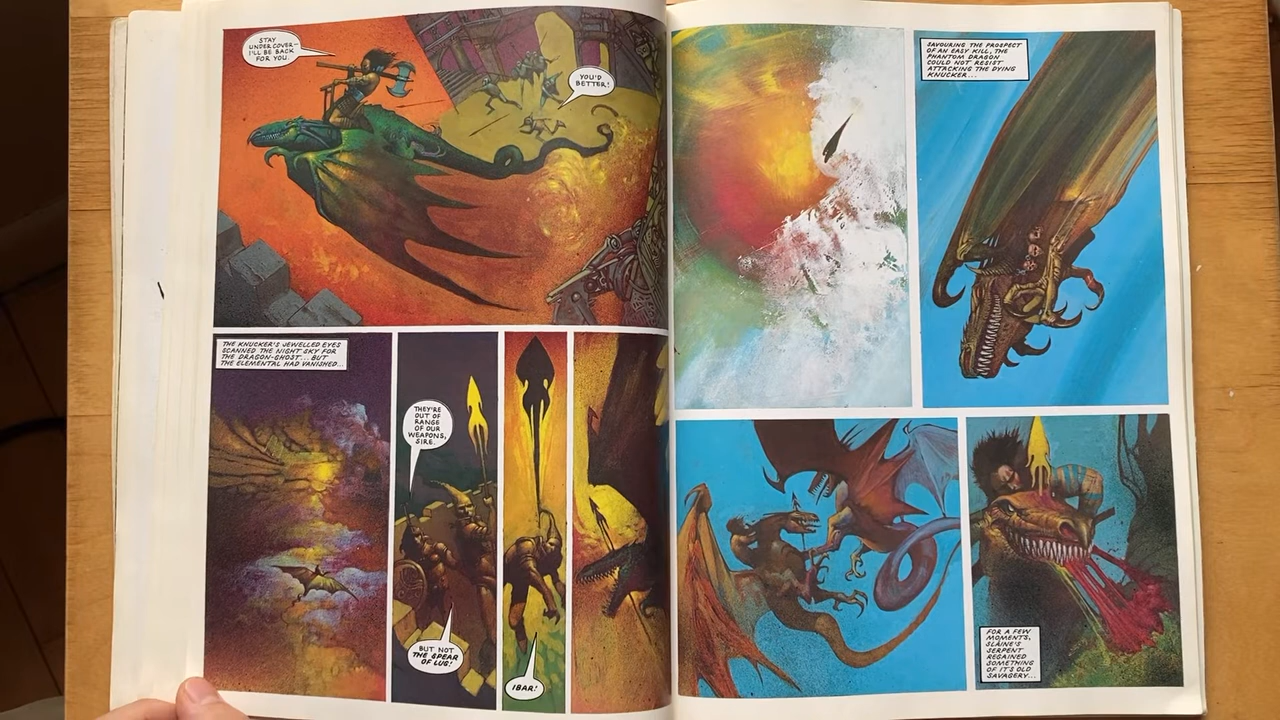 STAY
UNDER COVER—
I'LL BE BACK
FOR YOU.
YOU'D
BETTER!
THE KNUCKER'S JEWELLED EYES
SCANNED THE NIGHT SKY FOR
THE DRAGON-GHOST... BUT
THE ELEMENTAL HAD VANISHED...
THEY'RE
OUT OF
RANGE
OF OUR
WEAPONS,
SIRE.
BUT NOT
THE SPEAR
OF LUG!
IBAR!
SAVOURING THE PROSPECT
OF AN EASY KILL, THE
PHANTOM DRAGON
COULD NOT RESIST
ATTACKING THE DYING
KNUCKER...
FOR A FEW
MOMENTS,
SLÁINE'S
SERPENT
REGAINED
SOMETHING
OF IT'S OLD
SAVAGERY...